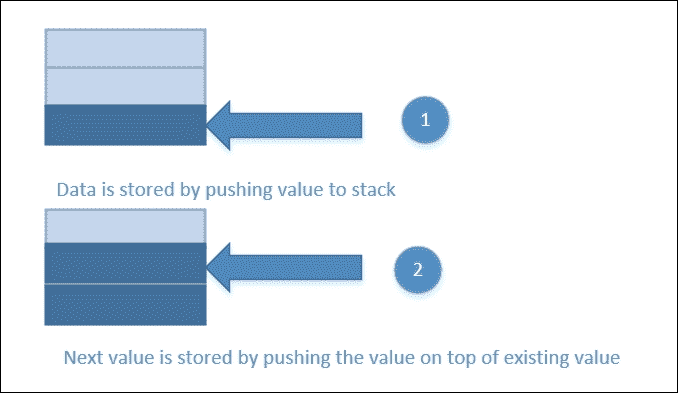 1
Data is stored by pushing value to stack
2
Next value is stored by pushing the value on top of existing value